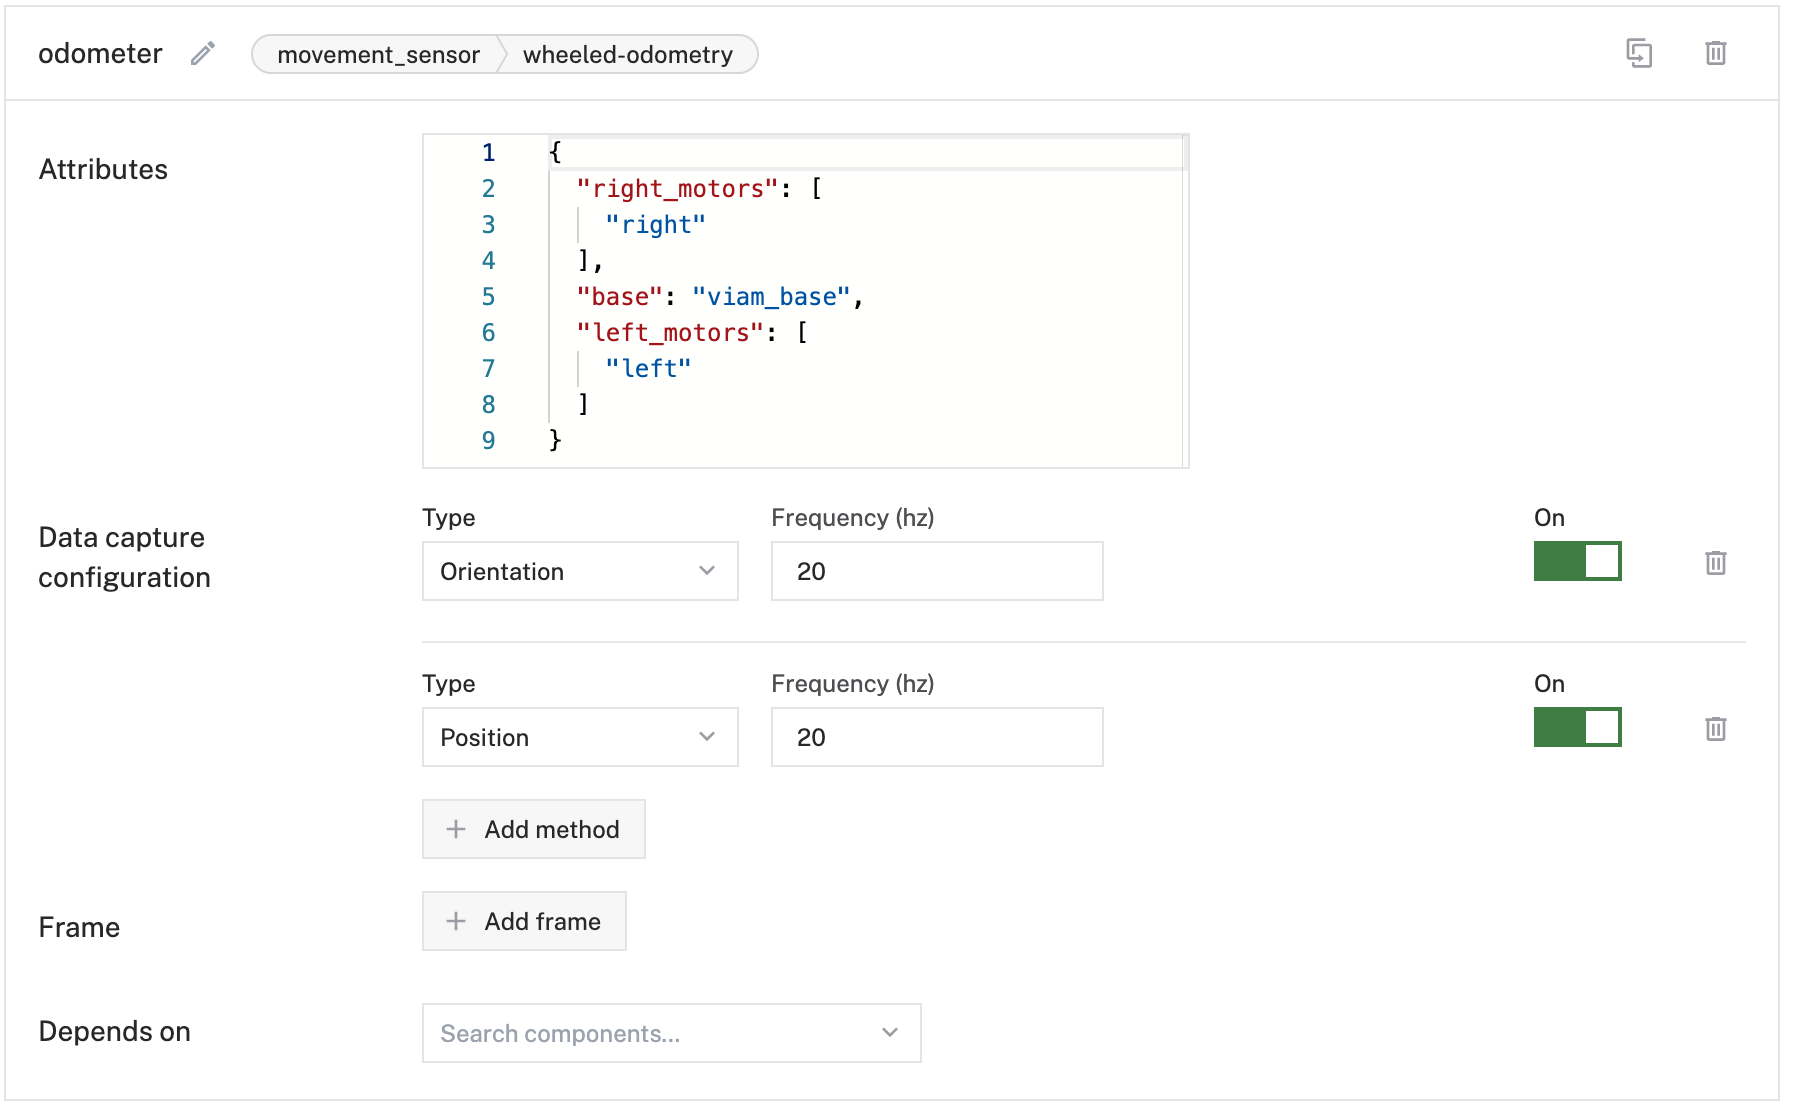 odometer movement_sensor wheeled-odometry
Attributes
1 {
2 "right_motors": [
3 "right"
4 ],
5 "base": "viam_base",
6 "left_motors": [
7 "left"
8 ]
9 }
Data capture
configuration
Type Frequency (hz) On
Orientation 20
Type Frequency (hz) On
Position 20
+ Add method
Frame
+ Add frame
Depends on
Search components...